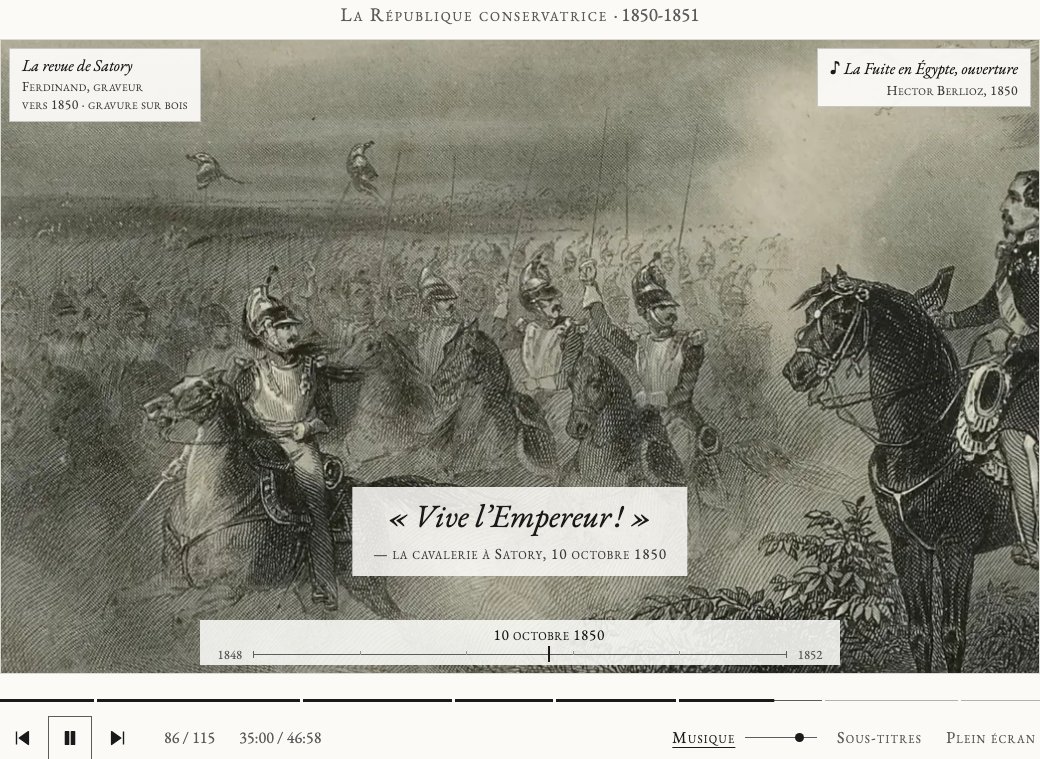 La République conservatrice · 1850-1851
La revue de Satory
Ferdinand, graveur
vers 1850 · gravure sur bois
♪ La Fuite en Égypte, ouverture
Hector Berlioz, 1850
« Vive l’Empereur ! »
— la cavalerie à Satory, 10 octobre 1850
10 octobre 1850
1848
1852
86 / 115
35:00 / 46:58
Musique
Sous-titres
Plein écran